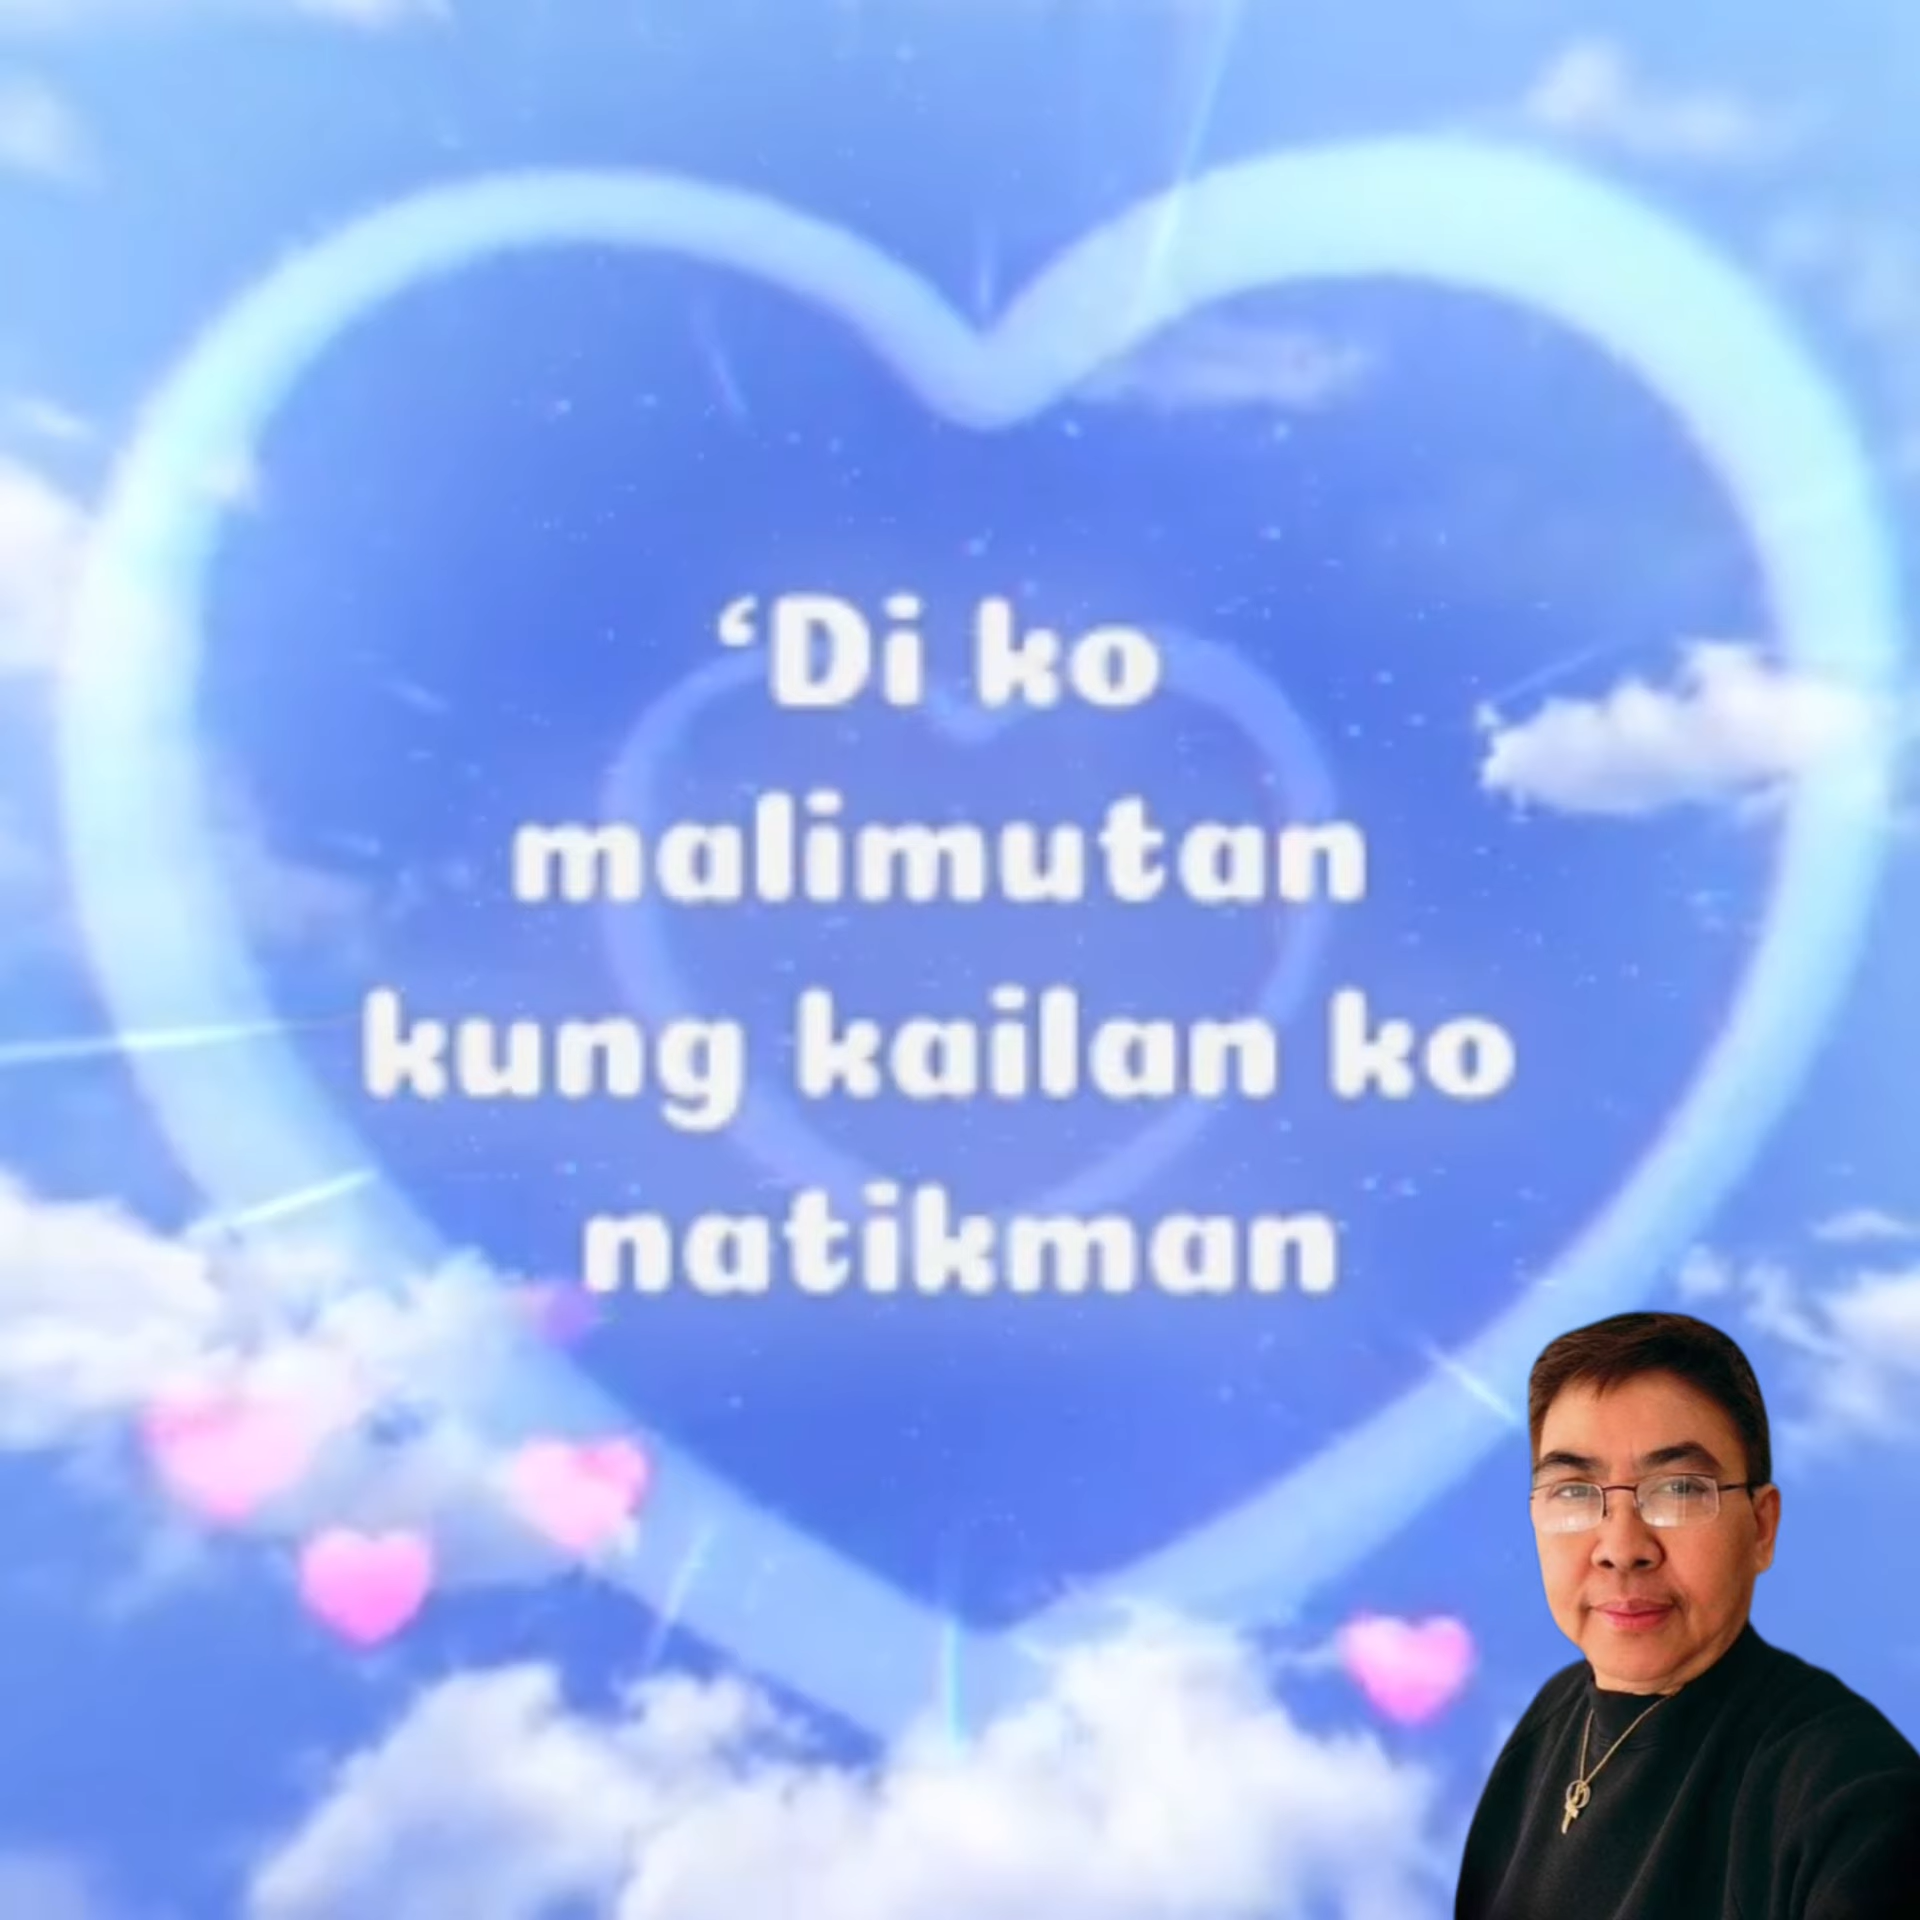 ‘Di ko
malimutan
kung kailan ko
natikman